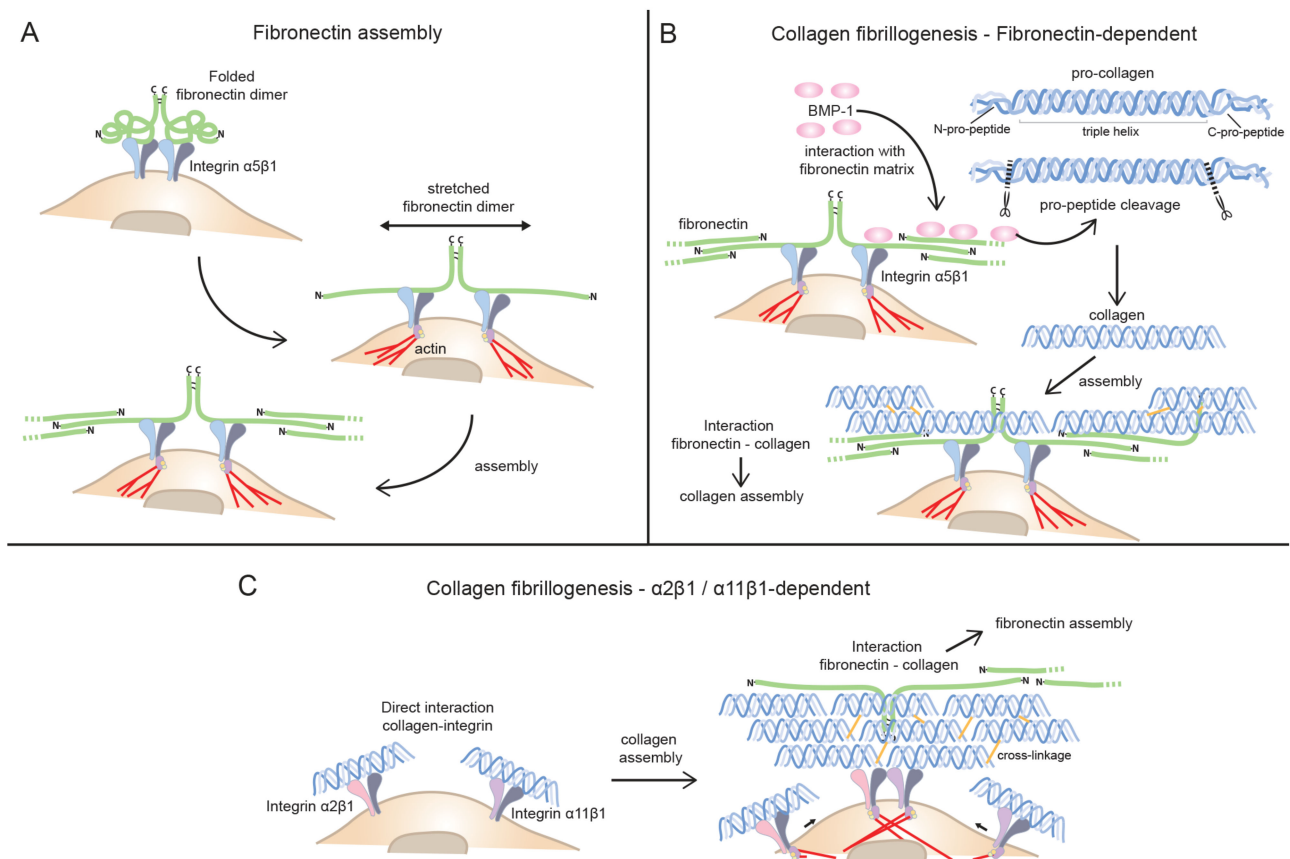 A
Fibronectin assembly
Folded
fibronectin dimer
C C
N
N
Integrin α5β1
stretched
fibronectin dimer
C C
N
N
actin
C C
N
N
assembly
B
Collagen fibrillogenesis - Fibronectin-dependent
pro-collagen
BMP-1
N-pro-peptide
triple helix
C-pro-peptide
interaction with
fibronectin matrix
pro-peptide cleavage
fibronectin
C C
N
N
Integrin α5β1
collagen
assembly
C C
N
N
N
N
Interaction
fibronectin - collagen
collagen assembly
C
Collagen fibrillogenesis - α2β1 / α11β1-dependent
fibronectin assembly
Interaction
fibronectin - collagen
N
N N
Direct interaction
collagen-integrin
collagen
assembly
C C
cross-linkage
Integrin α2β1
Integrin α11β1